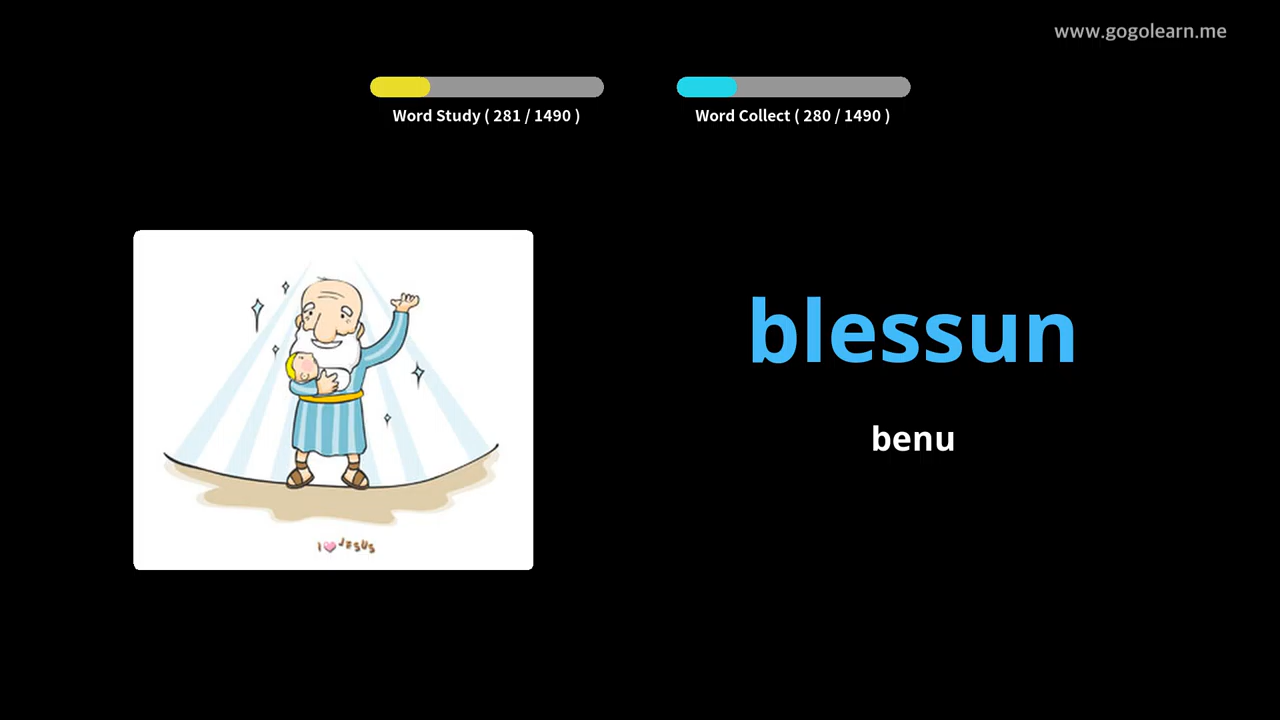 www.gogolearn.me
Word Study ( 281 / 1490 )
Word Collect ( 280 / 1490 )
blessun
benu
I ♥ JESUS